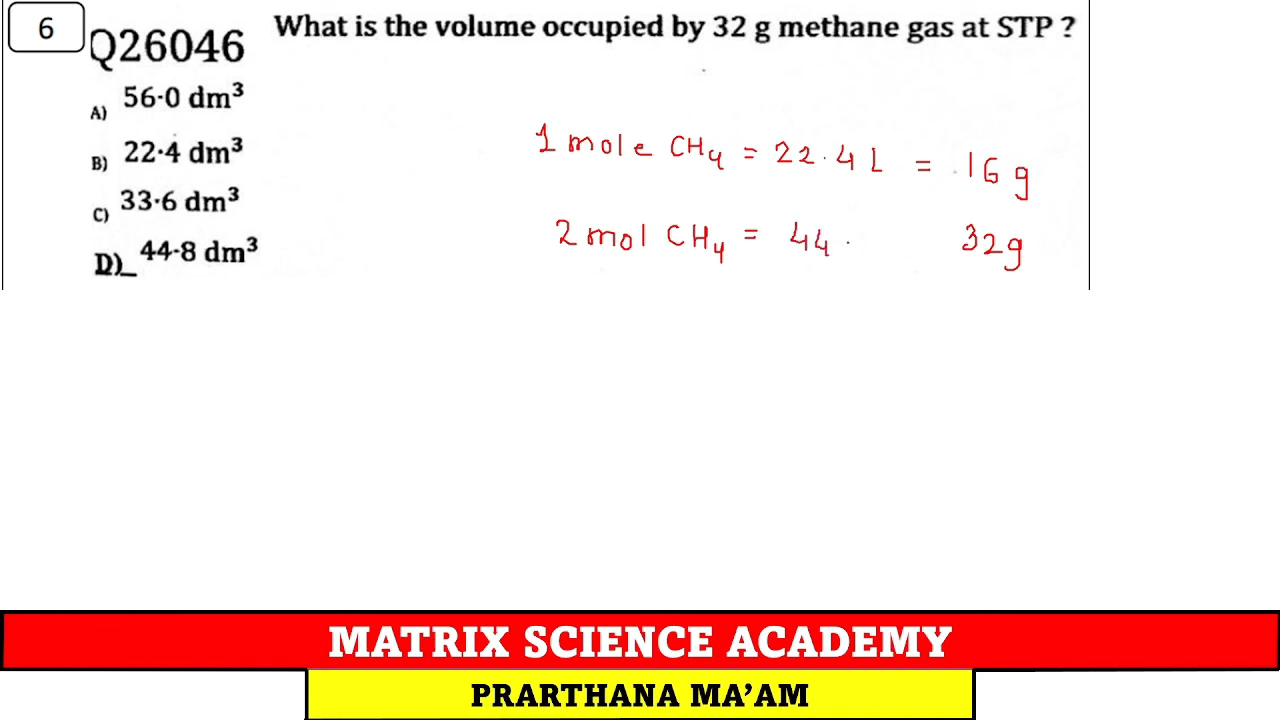 6
Q26046
What is the volume occupied by 32 g methane gas at STP ?
A) 56·0 dm³
B) 22·4 dm³
C) 33·6 dm³
D) 44·8 dm³
1 mole CH₄ = 22.4 L = 16 g
2 mol CH₄ = 44. 32g
MATRIX SCIENCE ACADEMY
PRARTHANA MA'AM